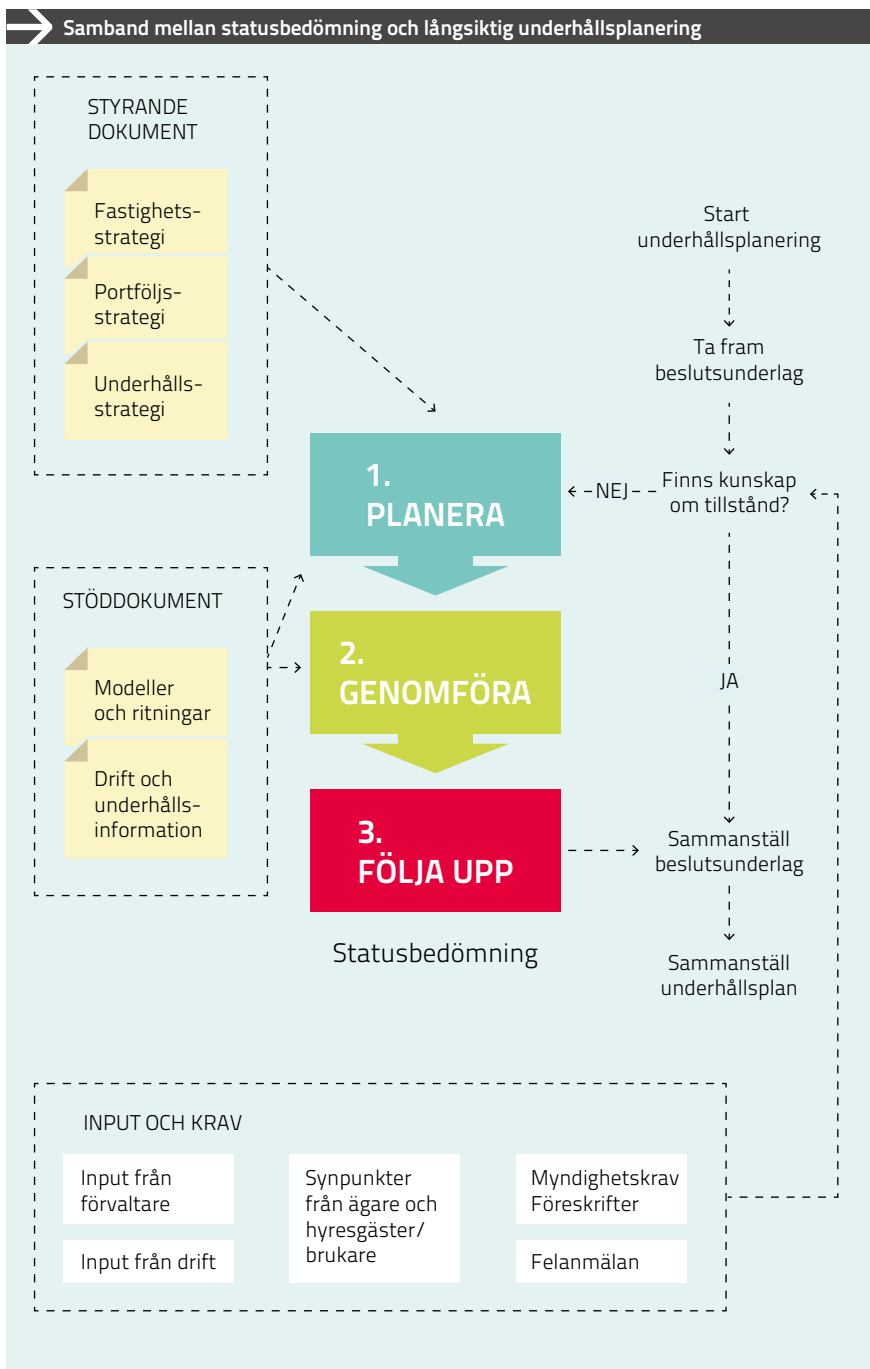 Samband mellan statusbedömning och långsiktig underhållsplanering
STYRANDE
DOKUMENT
Fastighets-
strategi
Portföljs-
strategi
Underhålls-
strategi
Start
underhållsplanering
Ta fram
beslutsunderlag
Finns kunskap
om tillstånd?
NEJ
JA
1.
PLANERA
STÖDDOKUMENT
Modeller
och ritningar
Drift och
underhålls-
information
2.
GENOMFÖRA
3.
FÖLJA UPP
Statusbedömning
Sammanställ
beslutsunderlag
Sammanställ
underhållsplan
INPUT OCH KRAV
Input från
förvaltare
Input från drift
Synpunkter
från ägare och
hyresgäster/
brukare
Myndighetskrav
Föreskrifter
Felanmälan